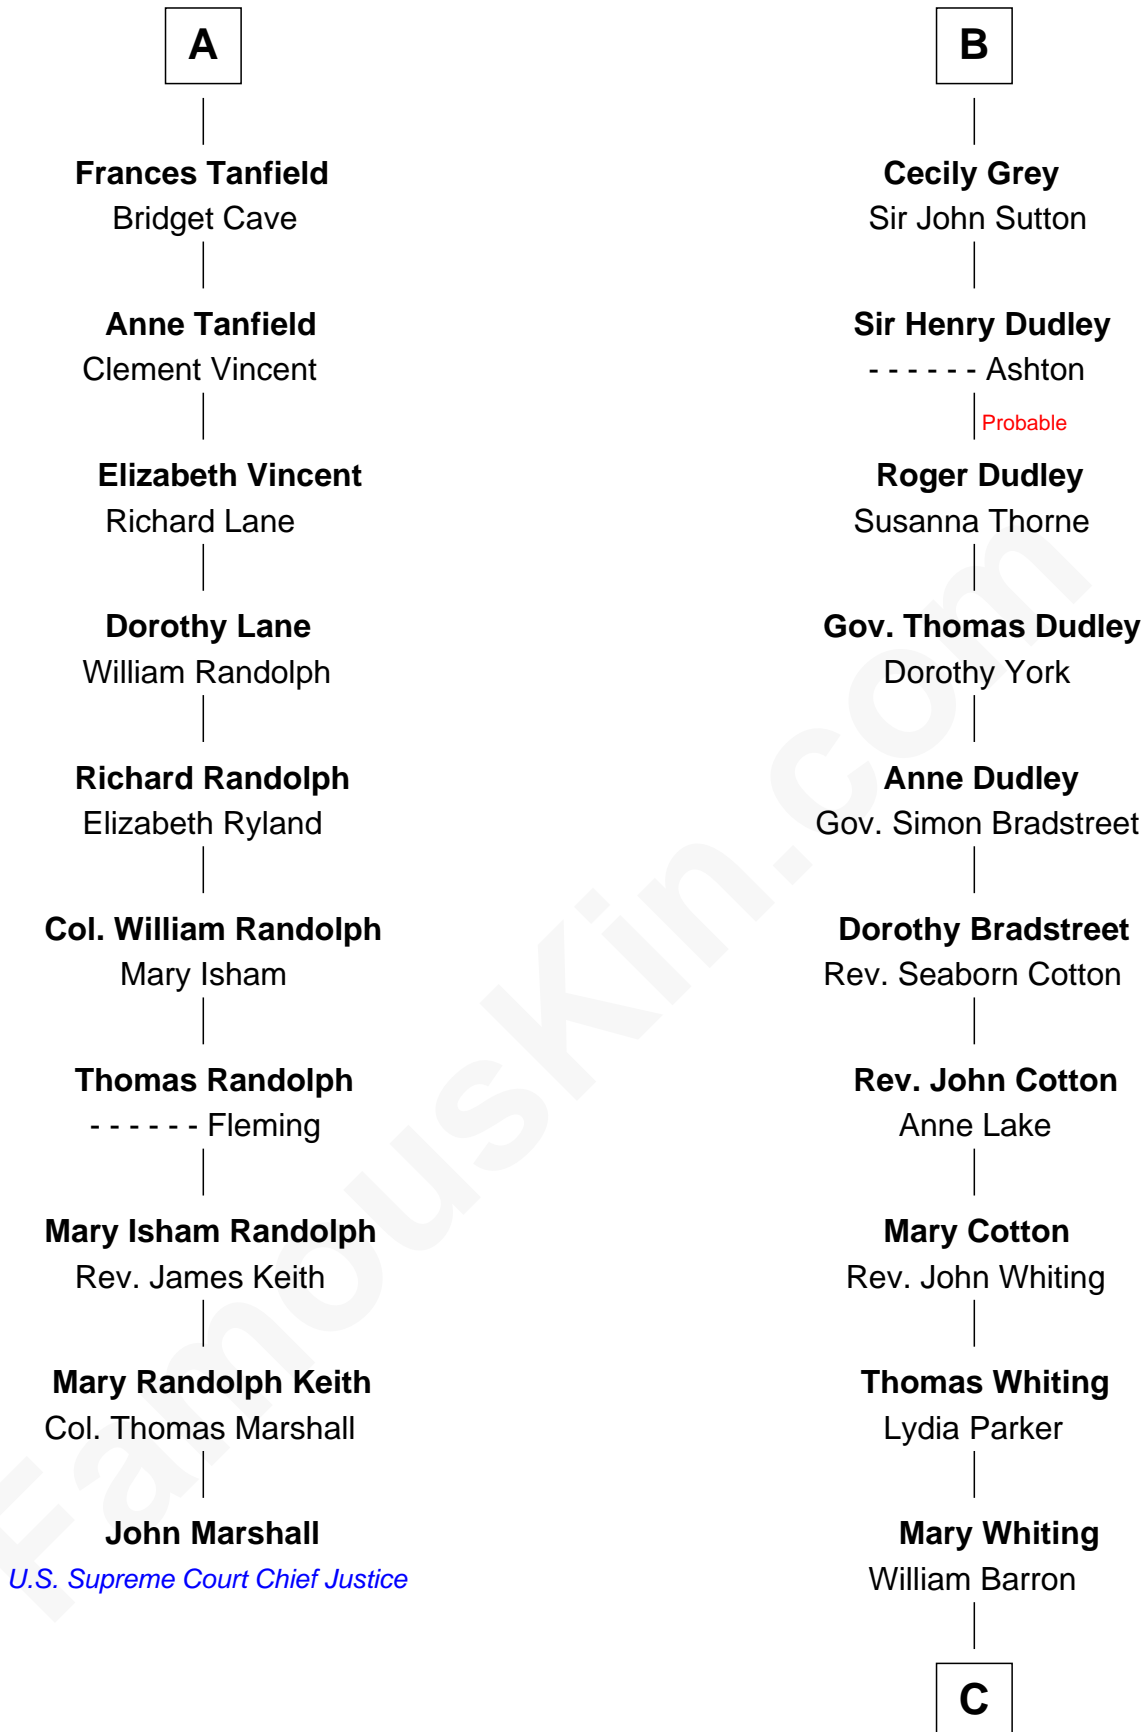 A
Frances Tanfield
Bridget Cave
Anne Tanfield
Clement Vincent
Elizabeth Vincent
Richard Lane
Dorothy Lane
William Randolph
Richard Randolph
Elizabeth Ryland
Col. William Randolph
Mary Isham
Thomas Randolph
- - - - - - Fleming
Mary Isham Randolph
Rev. James Keith
Mary Randolph Keith
Col. Thomas Marshall
John Marshall
U.S. Supreme Court Chief Justice
B
Cecily Grey
Sir John Sutton
Sir Henry Dudley
- - - - - - Ashton
Probable
Roger Dudley
Susanna Thorne
Gov. Thomas Dudley
Dorothy York
Anne Dudley
Gov. Simon Bradstreet
Dorothy Bradstreet
Rev. Seaborn Cotton
Rev. John Cotton
Anne Lake
Mary Cotton
Rev. John Whiting
Thomas Whiting
Lydia Parker
Mary Whiting
William Barron
C
FamousKin.com